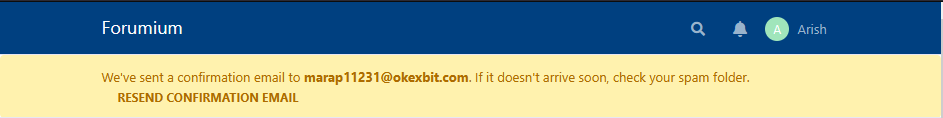 Forumium
A Arish
We've sent a confirmation email to marap11231@okexbit.com. If it doesn't arrive soon, check your spam folder.
RESEND CONFIRMATION EMAIL